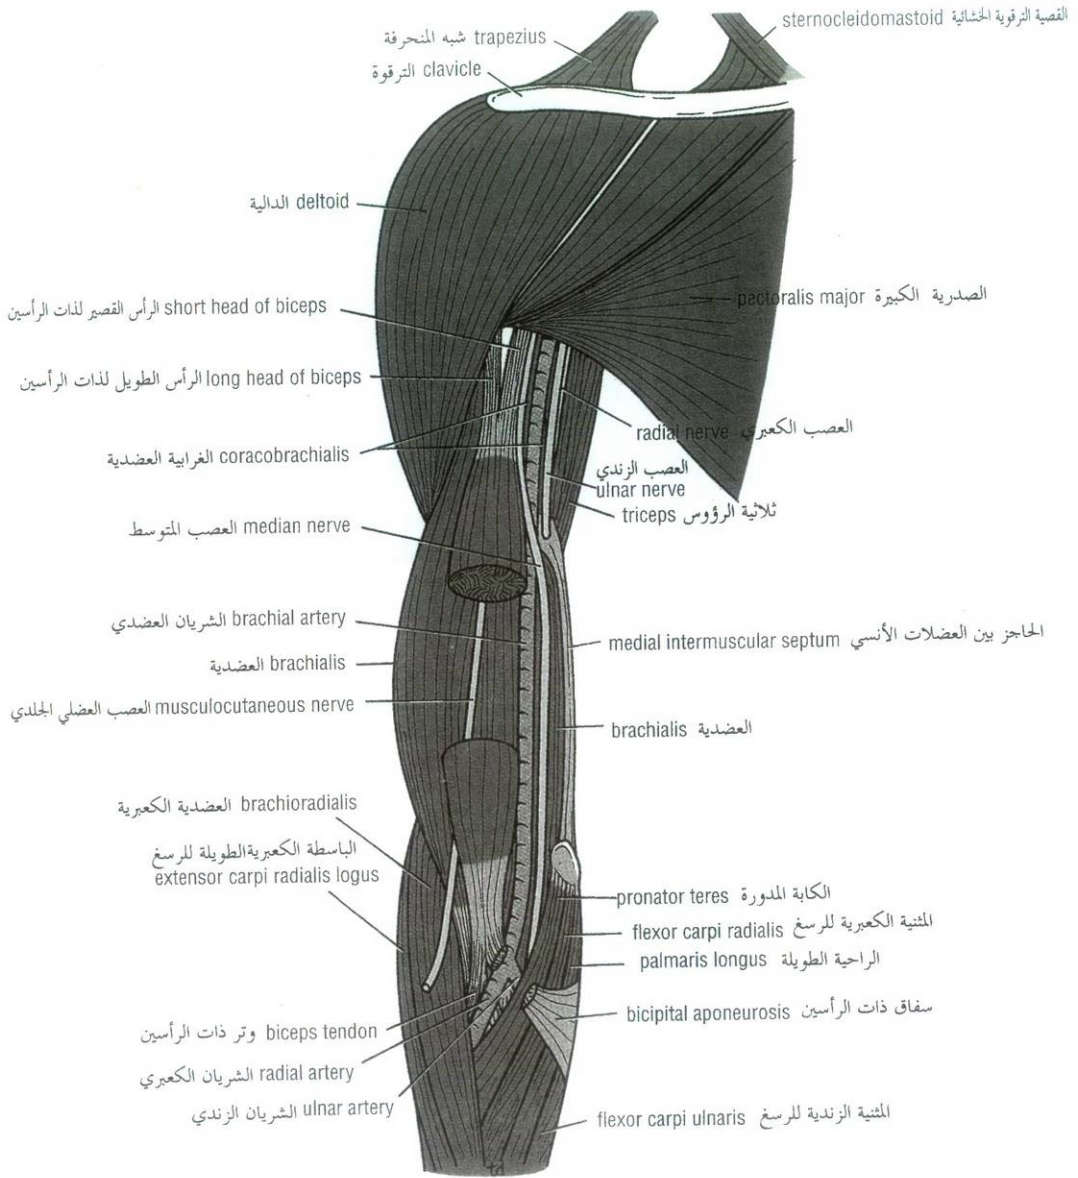 القصية الترقوية الخشائية sternocleidomastoid
شبه المنحرفة trapezius
الترقوة clavicle
الدالية deltoid
الصدرية الكبيرة pectoralis major
الرأس القصير لذات الرأسين short head of biceps
الرأس الطويل لذات الرأسين long head of biceps
العصب الكعبري radial nerve
الغرابية العضدية coracobrachialis
العصب الزندي
ulnar nerve
ثلاثية الرؤوس triceps
العصب المتوسط median nerve
الشريان العضدي brachial artery
الحاجز بين العضلات الأنسي medial intermuscular septum
العضدية brachialis
العصب العضلي الجلدي musculocutaneous nerve
العضدية brachialis
العضدية الكعبرية brachioradialis
الباسطة الكعبرية الطويلة للرسغ
extensor carpi radialis logus
الكابة المدورة pronator teres
المثنية الكعبرية للرسغ flexor carpi radialis
الراحية الطويلة palmaris longus
سفاق ذات الرأسين bicipital aponeurosis
وتر ذات الرأسين biceps tendon
الشريان الكعبري radial artery
الشريان الزندي ulnar artery
المثنية الزندية للرسغ flexor carpi ulnaris